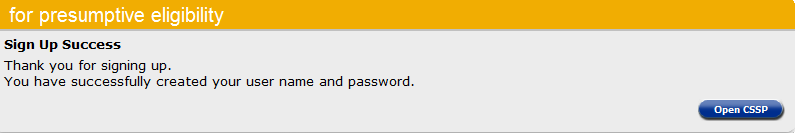 for presumptive eligibility
Sign Up Success
Thank you for signing up.
You have successfully created your user name and password.
Open CSSP